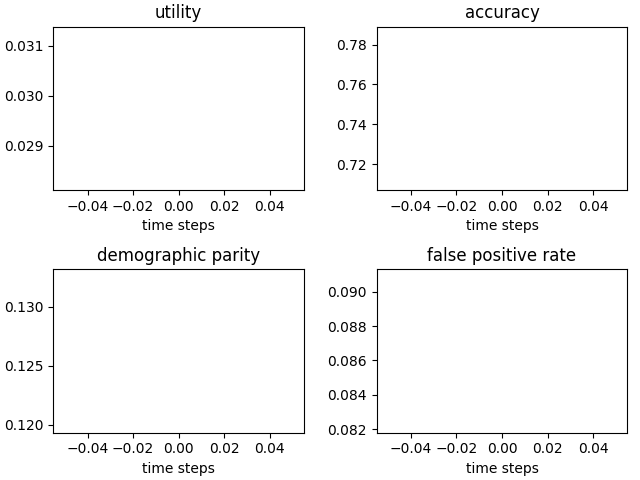 utility
0.031
0.030
0.029
−0.04 −0.02 0.00 0.02 0.04
time steps
accuracy
0.78
0.76
0.74
0.72
−0.04 −0.02 0.00 0.02 0.04
time steps
demographic parity
0.130
0.125
0.120
−0.04 −0.02 0.00 0.02 0.04
time steps
false positive rate
0.090
0.088
0.086
0.084
0.082
−0.04 −0.02 0.00 0.02 0.04
time steps